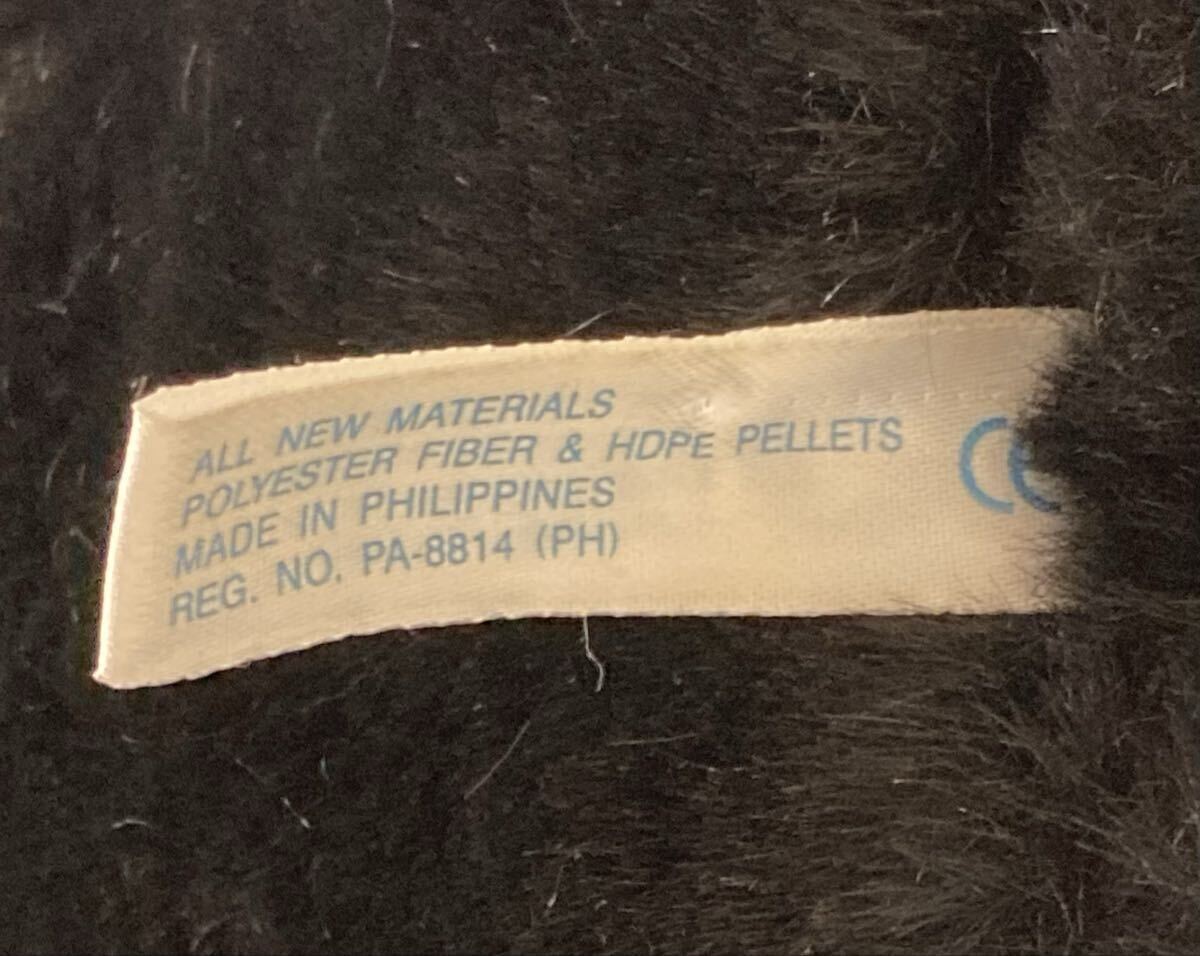 ALL NEW MATERIALS
POLYESTER FIBER & HDPE PELLETS
MADE IN PHILIPPINES
REG. NO. PA-8814 (PH)
CE